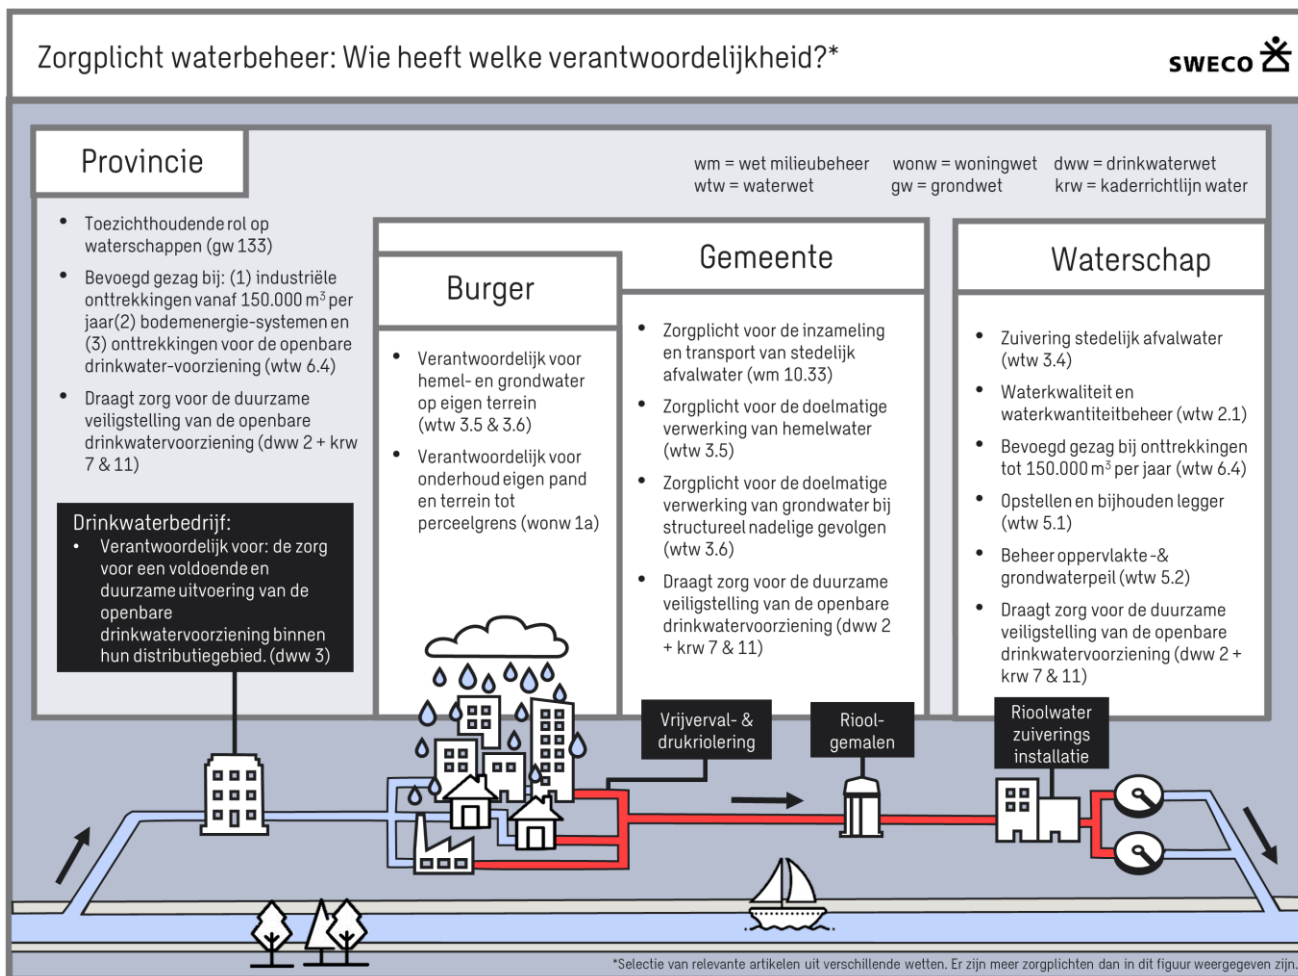 Zorgplicht waterbeheer: Wie heeft welke verantwoordelijkheid?*
SWECO
Provincie
wm = wet milieubeheer
wonw = woningwet
dww = drinkwaterwet
wtw = waterwet
gw = grondwet
krw = kaderrichtlijn water
• Toezichthoudende rol op
waterschappen (gw 133)
• Bevoegd gezag bij: (1) industriële
onttrekkingen vanaf 150.000 m³ per
jaar(2) bodemenergie-systemen en
(3) onttrekkingen voor de openbare
drinkwater-voorziening (wtw 6.4)
• Draagt zorg voor de duurzame
veiligstelling van de openbare
drinkwatervoorziening (dww 2 + krw
7 & 11)
Drinkwaterbedrijf:
• Verantwoordelijk voor: de zorg
voor een voldoende en
duurzame uitvoering van de
openbare
drinkwatervoorziening binnen
hun distributiegebied. (dww 3)
Burger
• Verantwoordelijk voor
hemel- en grondwater
op eigen terrein
(wtw 3.5 & 3.6)
• Verantwoordelijk voor
onderhoud eigen pand
en terrein tot
perceelgrens (wonw 1a)
Gemeente
• Zorgplicht voor de inzameling
en transport van stedelijk
afvalwater (wm 10.33)
• Zorgplicht voor de doelmatige
verwerking van hemelwater
(wtw 3.5)
• Zorgplicht voor de doelmatige
verwerking van grondwater bij
structureel nadelige gevolgen
(wtw 3.6)
• Draagt zorg voor de duurzame
veiligstelling van de openbare
drinkwatervoorziening (dww 2
+ krw 7 & 11)
Waterschap
• Zuivering stedelijk afvalwater
(wtw 3.4)
• Waterkwaliteit en
waterkwantiteitbeheer (wtw 2.1)
• Bevoegd gezag bij onttrekkingen
tot 150.000 m³ per jaar (wtw 6.4)
• Opstellen en bijhouden legger
(wtw 5.1)
• Beheer oppervlakte -&
grondwaterpeil (wtw 5.2)
• Draagt zorg voor de duurzame
veiligstelling van de openbare
drinkwatervoorziening (dww 2 +
krw 7 & 11)
Vrijverval- &
drukriolering
Riool-
gemalen
Rioolwater
zuiverings
installatie
*Selectie van relevante artikelen uit verschillende wetten. Er zijn meer zorgplichten dan in dit figuur weergegeven zijn.